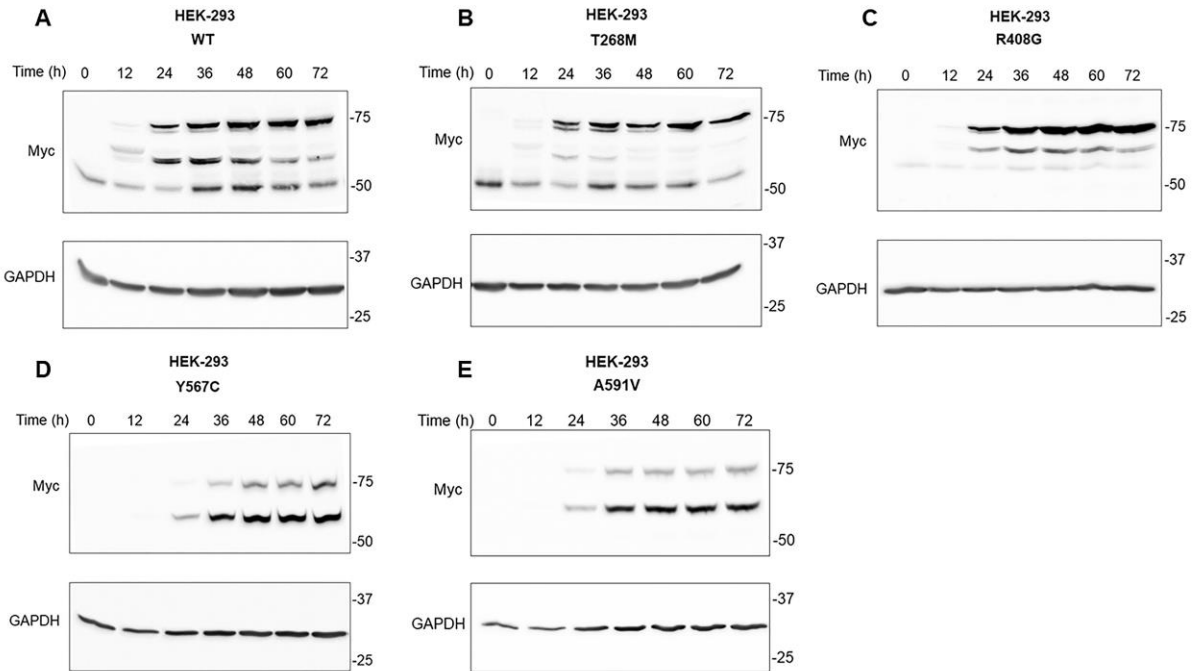 A
HEK-293
WT
Time (h) 0 12 24 36 48 60 72
Myc
-75
-50
GAPDH
-37
-25
B
HEK-293
T268M
0 12 24 36 48 60 72
Myc
-75
-50
GAPDH
-37
-25
C
HEK-293
R408G
Time (h) 0 12 24 36 48 60 72
Myc
-75
-50
GAPDH
-37
-25
D
HEK-293
Y567C
Time (h) 0 12 24 36 48 60 72
Myc
-75
-50
GAPDH
-37
-25
E
HEK-293
A591V
Time (h) 0 12 24 36 48 60 72
Myc
-75
-50
GAPDH
-37
-25